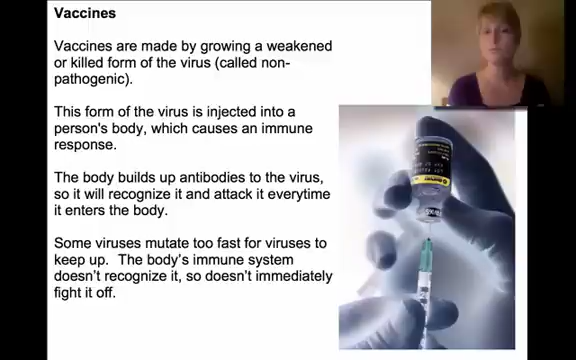 Vaccines
Vaccines are made by growing a weakened
or killed form of the virus (called non-
pathogenic).
This form of the virus is injected into a
person's body, which causes an immune
response.
The body builds up antibodies to the virus,
so it will recognize it and attack it everytime
it enters the body.
Some viruses mutate too fast for viruses to
keep up.  The body's immune system
doesn't recognize it, so doesn't immediately
fight it off.